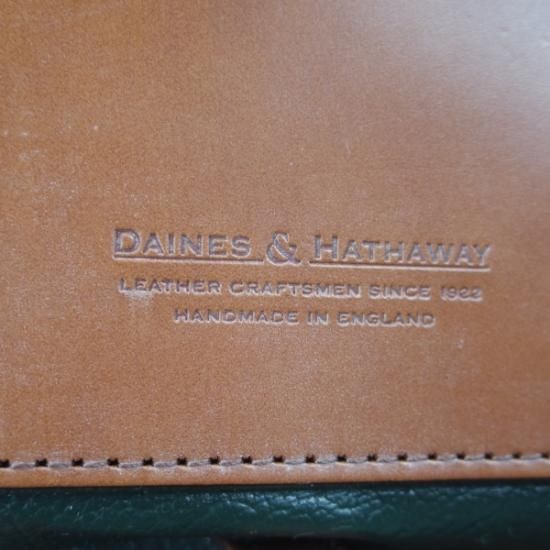 DAINES & HATHAWAY
LEATHER CRAFTSMEN SINCE 1922
HANDMADE IN ENGLAND